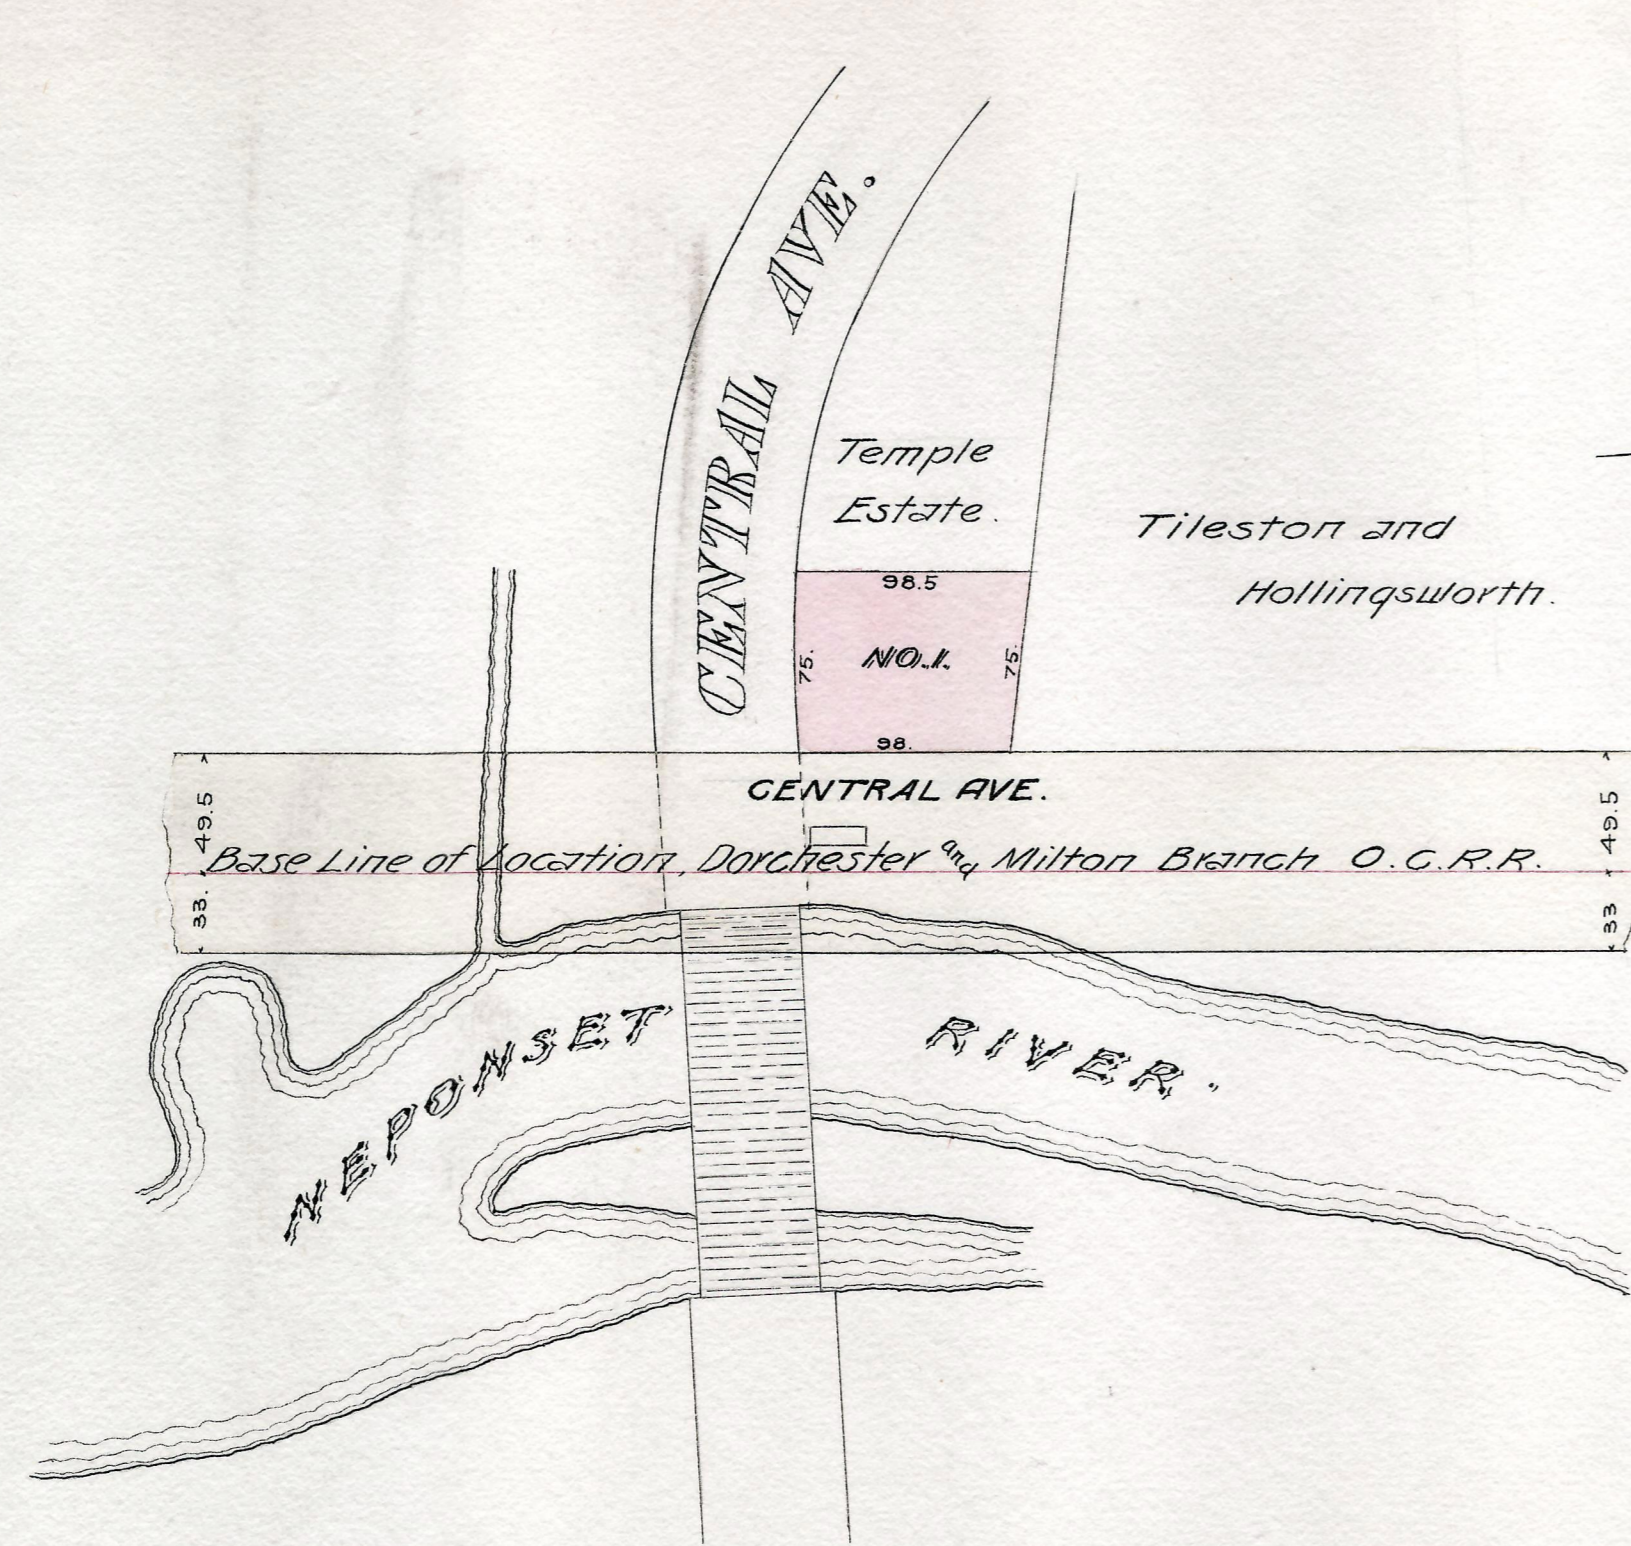 CENTRAL AVE.
Temple
Estate.
Tileston and
Hollingsworth.
98.5
75.
NO.1.
75.
98.
CENTRAL AVE.
49.5
49.5
Base Line of Location, Dorchester and Milton Branch O.C.R.R.
33.
33
NEPONSET RIVER.